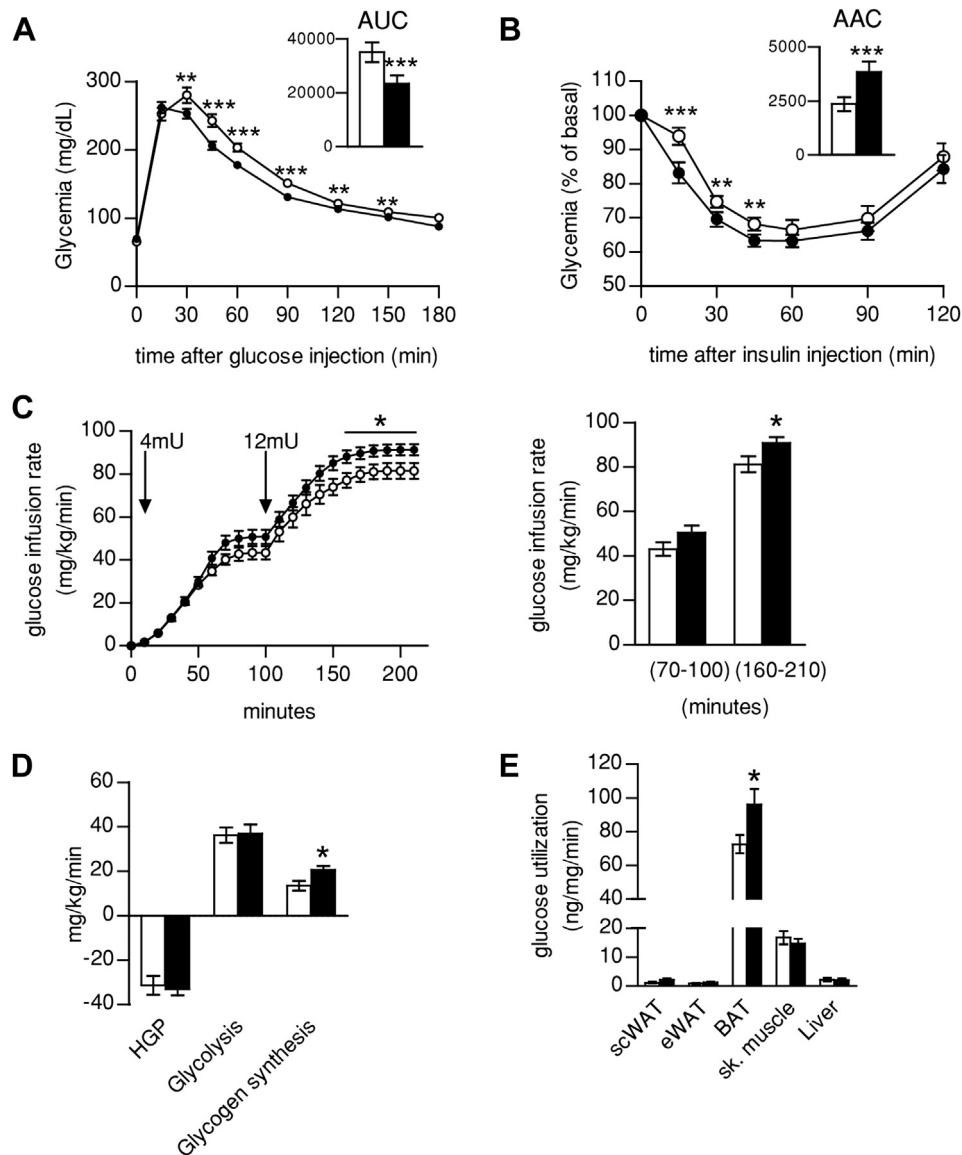 A
AUC
40000
20000
0
***
Glycemia (mg/dL)
300
200
100
0
**
***
***
***
**
**
0 30 60 90 120 150 180
time after glucose injection (min)
B
AAC
5000
2500
0
***
Glycemia (% of basal)
110
100
90
80
70
60
50
***
**
**
0 30 60 90 120
time after insulin injection (min)
C
glucose infusion rate
(mg/kg/min)
100
80
60
40
20
0
4mU
12mU
*
0 50 100 150 200
minutes
glucose infusion rate
(mg/kg/min)
100
80
60
40
20
0
*
(70-100) (160-210)
(minutes)
D
mg/kg/min
60
40
20
0
-20
-40
*
HGP
Glycolysis
Glycogen synthesis
E
glucose utilization
(ng/mg/min)
120
100
80
60
40
20
10
0
*
scWAT
eWAT
BAT
sk. muscle
Liver